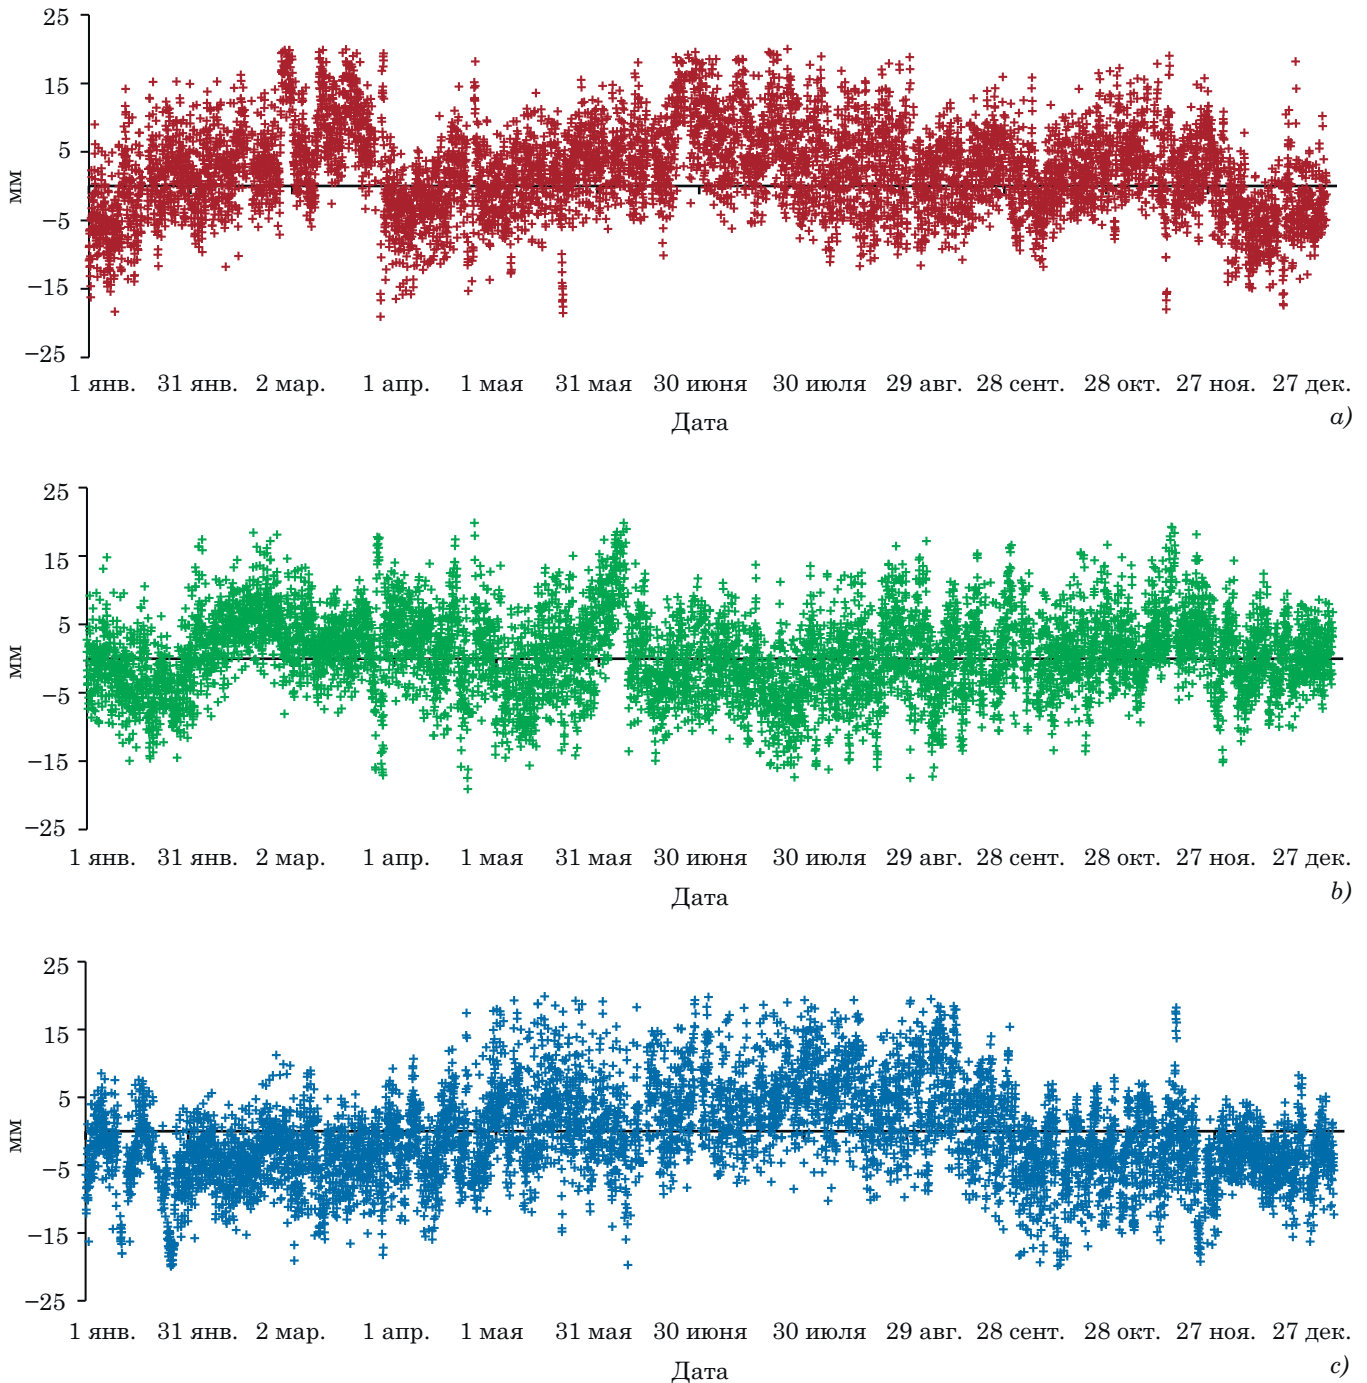 25
15
5
−5
−15
−25
мм
1 янв. 31 янв. 2 мар. 1 апр. 1 мая 31 мая 30 июня 30 июля 29 авг. 28 сент. 28 окт. 27 ноя. 27 дек.
Дата
a)
25
15
5
−5
−15
−25
мм
1 янв. 31 янв. 2 мар. 1 апр. 1 мая 31 мая 30 июня 30 июля 29 авг. 28 сент. 28 окт. 27 ноя. 27 дек.
Дата
b)
25
15
5
−5
−15
−25
мм
1 янв. 31 янв. 2 мар. 1 апр. 1 мая 31 мая 30 июня 30 июля 29 авг. 28 сент. 28 окт. 27 ноя. 27 дек.
Дата
c)